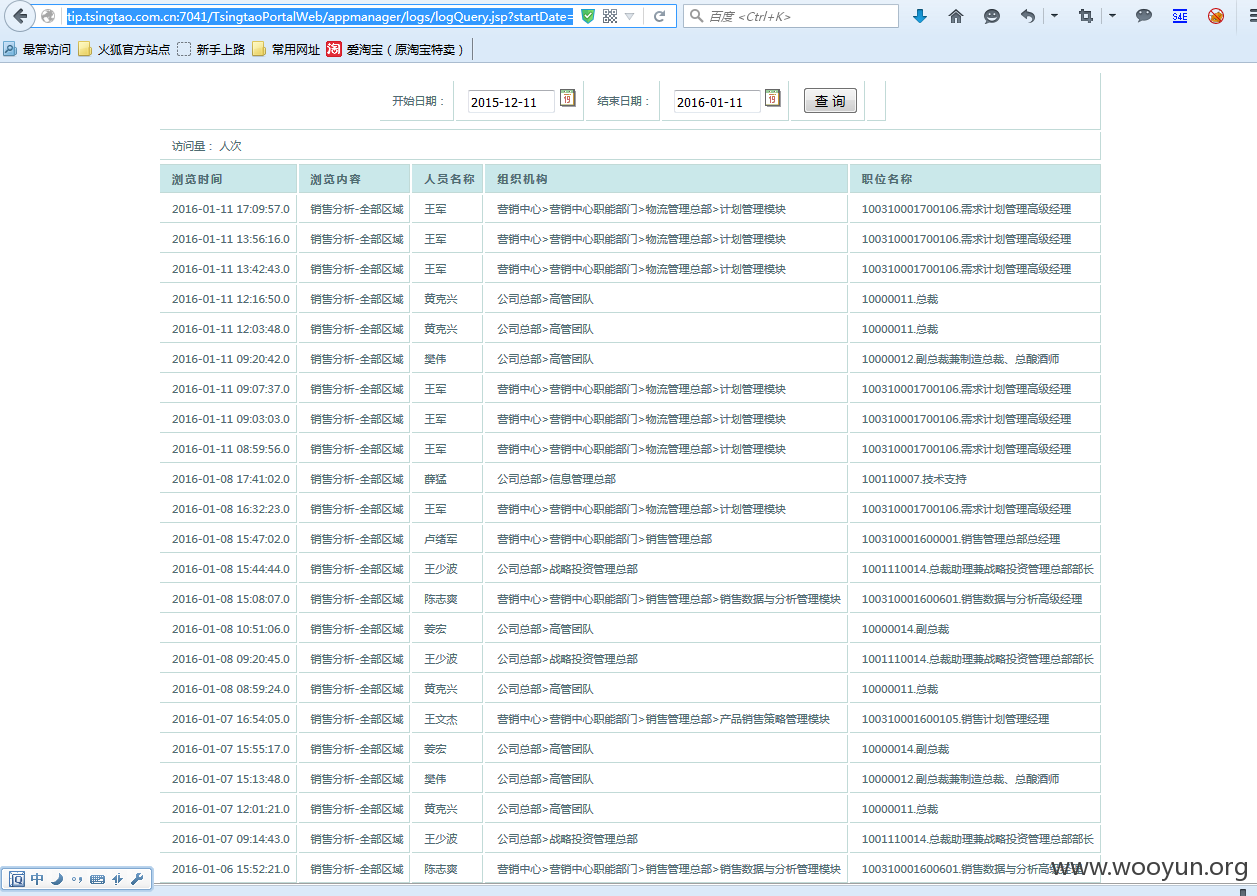 tip.tsingtao.com.cn:7041/TsingtaoPortalWeb/appmanager/logs/logQuery.jsp?startDate= 百度 <Ctrl+K> S4E
最常访问 火狐官方站点 新手上路 常用网址 淘 爱淘宝（原淘宝特卖）
开始日期： 2015-12-11 19 结束日期： 2016-01-11 19 查 询
访问量： 人次
浏览时间 浏览内容 人员名称 组织机构 职位名称
2016-01-11 17:09:57.0 销售分析-全部区域 王军 营销中心>营销中心职能部门>物流管理总部>计划管理模块 100310001700106.需求计划管理高级经理
2016-01-11 13:56:16.0 销售分析-全部区域 王军 营销中心>营销中心职能部门>物流管理总部>计划管理模块 100310001700106.需求计划管理高级经理
2016-01-11 13:42:43.0 销售分析-全部区域 王军 营销中心>营销中心职能部门>物流管理总部>计划管理模块 100310001700106.需求计划管理高级经理
2016-01-11 12:16:50.0 销售分析-全部区域 黄克兴 公司总部>高管团队 10000011.总裁
2016-01-11 12:03:48.0 销售分析-全部区域 黄克兴 公司总部>高管团队 10000011.总裁
2016-01-11 09:20:42.0 销售分析-全部区域 樊伟 公司总部>高管团队 10000012.副总裁兼制造总裁、总酿酒师
2016-01-11 09:07:37.0 销售分析-全部区域 王军 营销中心>营销中心职能部门>物流管理总部>计划管理模块 100310001700106.需求计划管理高级经理
2016-01-11 09:03:03.0 销售分析-全部区域 王军 营销中心>营销中心职能部门>物流管理总部>计划管理模块 100310001700106.需求计划管理高级经理
2016-01-11 08:59:56.0 销售分析-全部区域 王军 营销中心>营销中心职能部门>物流管理总部>计划管理模块 100310001700106.需求计划管理高级经理
2016-01-08 17:41:02.0 销售分析-全部区域 薛猛 公司总部>信息管理总部 100110007.技术支持
2016-01-08 16:32:23.0 销售分析-全部区域 王军 营销中心>营销中心职能部门>物流管理总部>计划管理模块 100310001700106.需求计划管理高级经理
2016-01-08 15:47:02.0 销售分析-全部区域 卢绪军 营销中心>营销中心职能部门>销售管理总部 100310001600001.销售管理总部总经理
2016-01-08 15:44:44.0 销售分析-全部区域 王少波 公司总部>战略投资管理总部 1001110014.总裁助理兼战略投资管理总部部长
2016-01-08 15:08:07.0 销售分析-全部区域 陈志爽 营销中心>营销中心职能部门>销售管理总部>销售数据与分析管理模块 100310001600601.销售数据与分析高级经理
2016-01-08 10:51:06.0 销售分析-全部区域 姜宏 公司总部>高管团队 10000014.副总裁
2016-01-08 09:20:45.0 销售分析-全部区域 王少波 公司总部>战略投资管理总部 1001110014.总裁助理兼战略投资管理总部部长
2016-01-08 08:59:24.0 销售分析-全部区域 黄克兴 公司总部>高管团队 10000011.总裁
2016-01-07 16:54:05.0 销售分析-全部区域 王文杰 营销中心>营销中心职能部门>销售管理总部>产品销售策略管理模块 100310001600105.销售计划管理经理
2016-01-07 15:55:17.0 销售分析-全部区域 姜宏 公司总部>高管团队 10000014.副总裁
2016-01-07 15:13:48.0 销售分析-全部区域 樊伟 公司总部>高管团队 10000012.副总裁兼制造总裁、总酿酒师
2016-01-07 12:01:21.0 销售分析-全部区域 黄克兴 公司总部>高管团队 10000011.总裁
2016-01-07 09:14:43.0 销售分析-全部区域 王少波 公司总部>战略投资管理总部 1001110014.总裁助理兼战略投资管理总部部长
2016-01-06 15:52:21.0 销售分析-全部区域 陈志爽 营销中心>营销中心职能部门>销售管理总部>销售数据与分析管理模块 100310001600601.销售数据与分析高级经理
www.wooyun.org
中